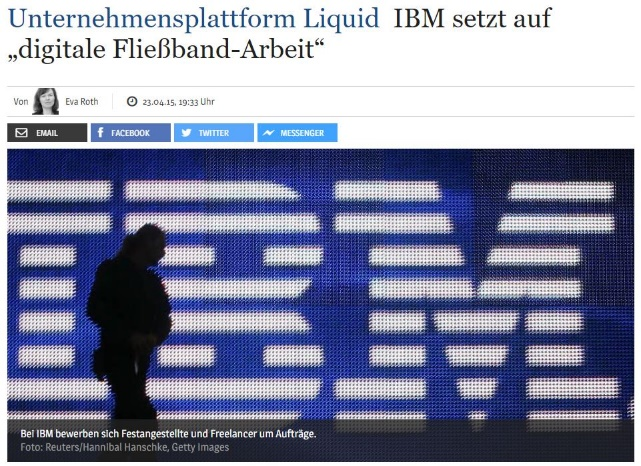 Unternehmensplattform Liquid IBM setzt auf
„digitale Fließband-Arbeit“
Von Eva Roth 23.04.15, 19:33 Uhr
EMAIL FACEBOOK TWITTER MESSENGER
IBM
Bei IBM bewerben sich Festangestellte und Freelancer um Aufträge.
Foto: Reuters/Hannibal Hanschke, Getty Images